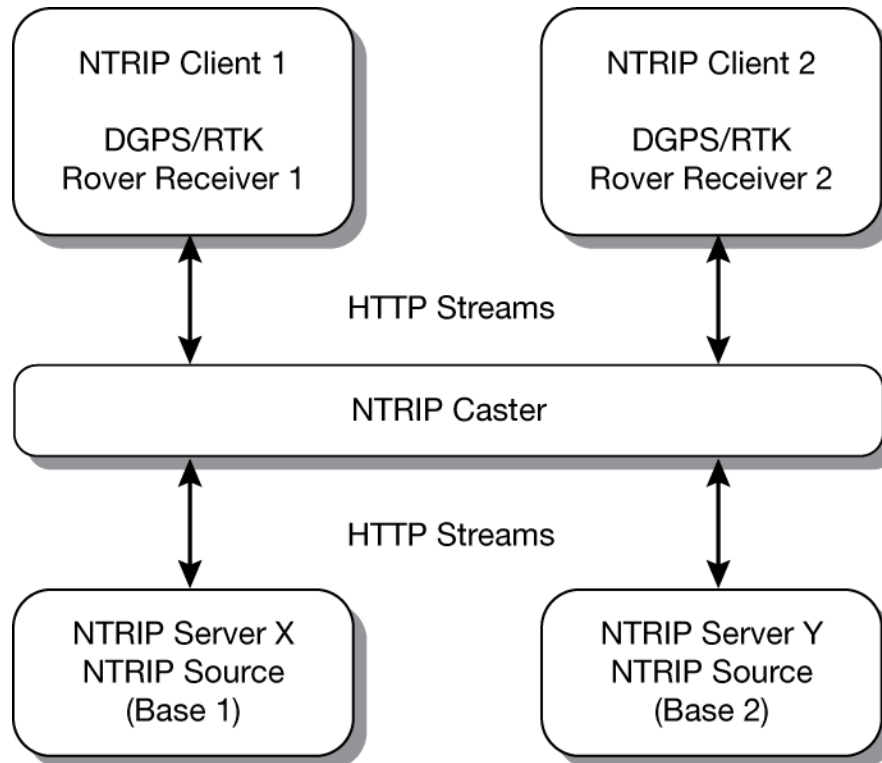 NTRIP Client 1
DGPS/RTK
Rover Receiver 1
NTRIP Client 2
DGPS/RTK
Rover Receiver 2
HTTP Streams
NTRIP Caster
HTTP Streams
NTRIP Server X
NTRIP Source
(Base 1)
NTRIP Server Y
NTRIP Source
(Base 2)